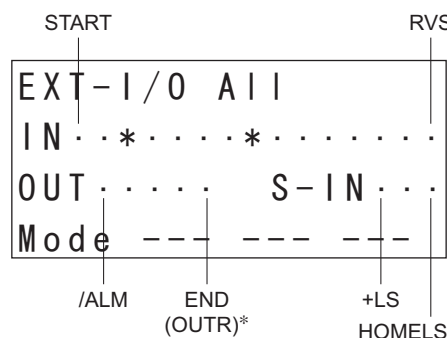 START RVS
EXT-I/O All
IN··*····*·······
OUT····· S-IN···
Mode --- --- ---
/ALM END +LS
(OUTR)* HOMELS